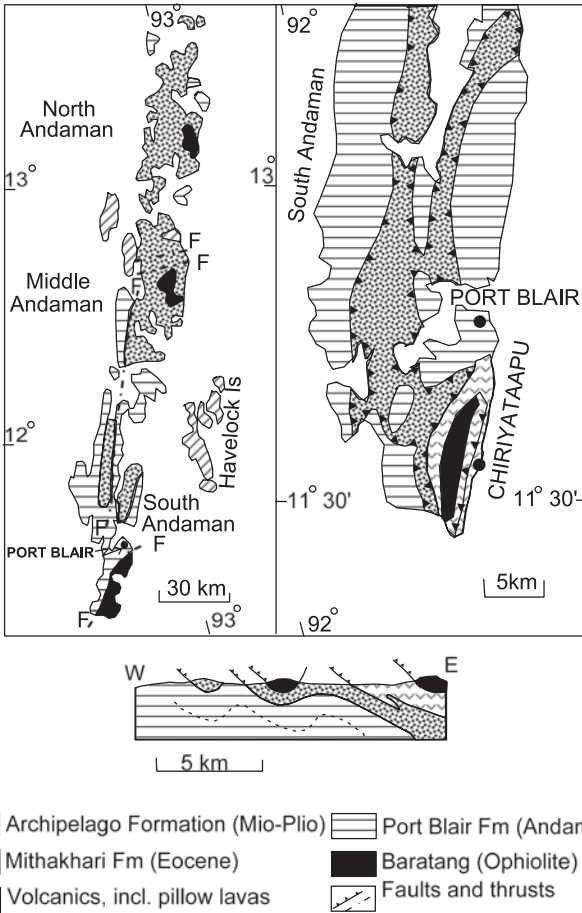 93°
North
Andaman
13°
F
F
F
Middle
Andaman
Havelock Is
12°
South
Andaman
F
F
PORT BLAIR
30 km
F
93°
92°
South Andaman
13°
PORT BLAIR
CHIRIYATAAPU
11° 30'
11° 30'
5km
92°
W
E
5 km
Archipelago Formation (Mio-Plio)
Port Blair Fm (Andam
Mithakhari Fm (Eocene)
Baratang (Ophiolite)
Volcanics, incl. pillow lavas
Faults and thrusts